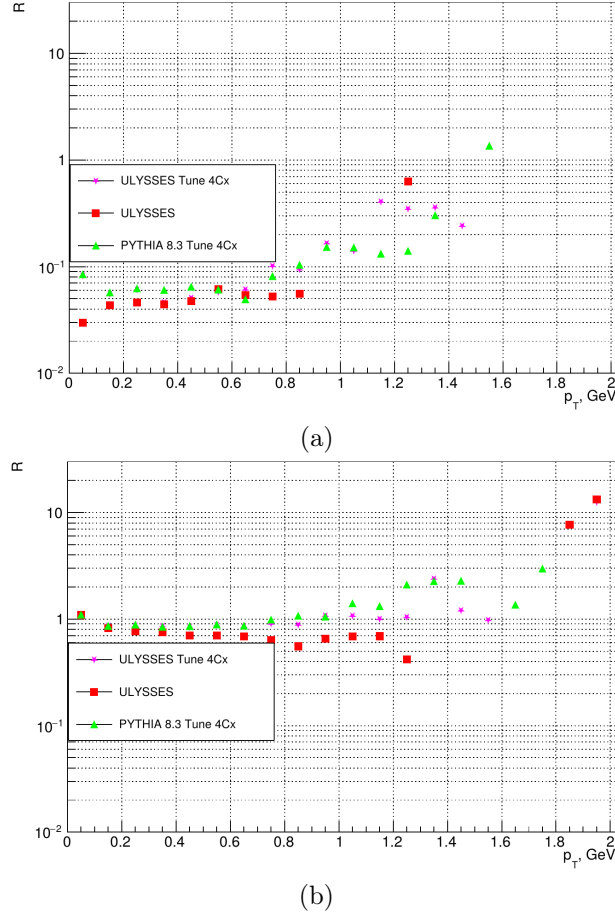 R
10
1
10⁻¹
10⁻²
ULYSSES Tune 4Cx
ULYSSES
PYTHIA 8.3 Tune 4Cx
0 0.2 0.4 0.6 0.8 1 1.2 1.4 1.6 1.8 2
p_T, GeV
(a)
R
10
1
10⁻¹
10⁻²
ULYSSES Tune 4Cx
ULYSSES
PYTHIA 8.3 Tune 4Cx
0 0.2 0.4 0.6 0.8 1 1.2 1.4 1.6 1.8 2
p_T, GeV
(b)